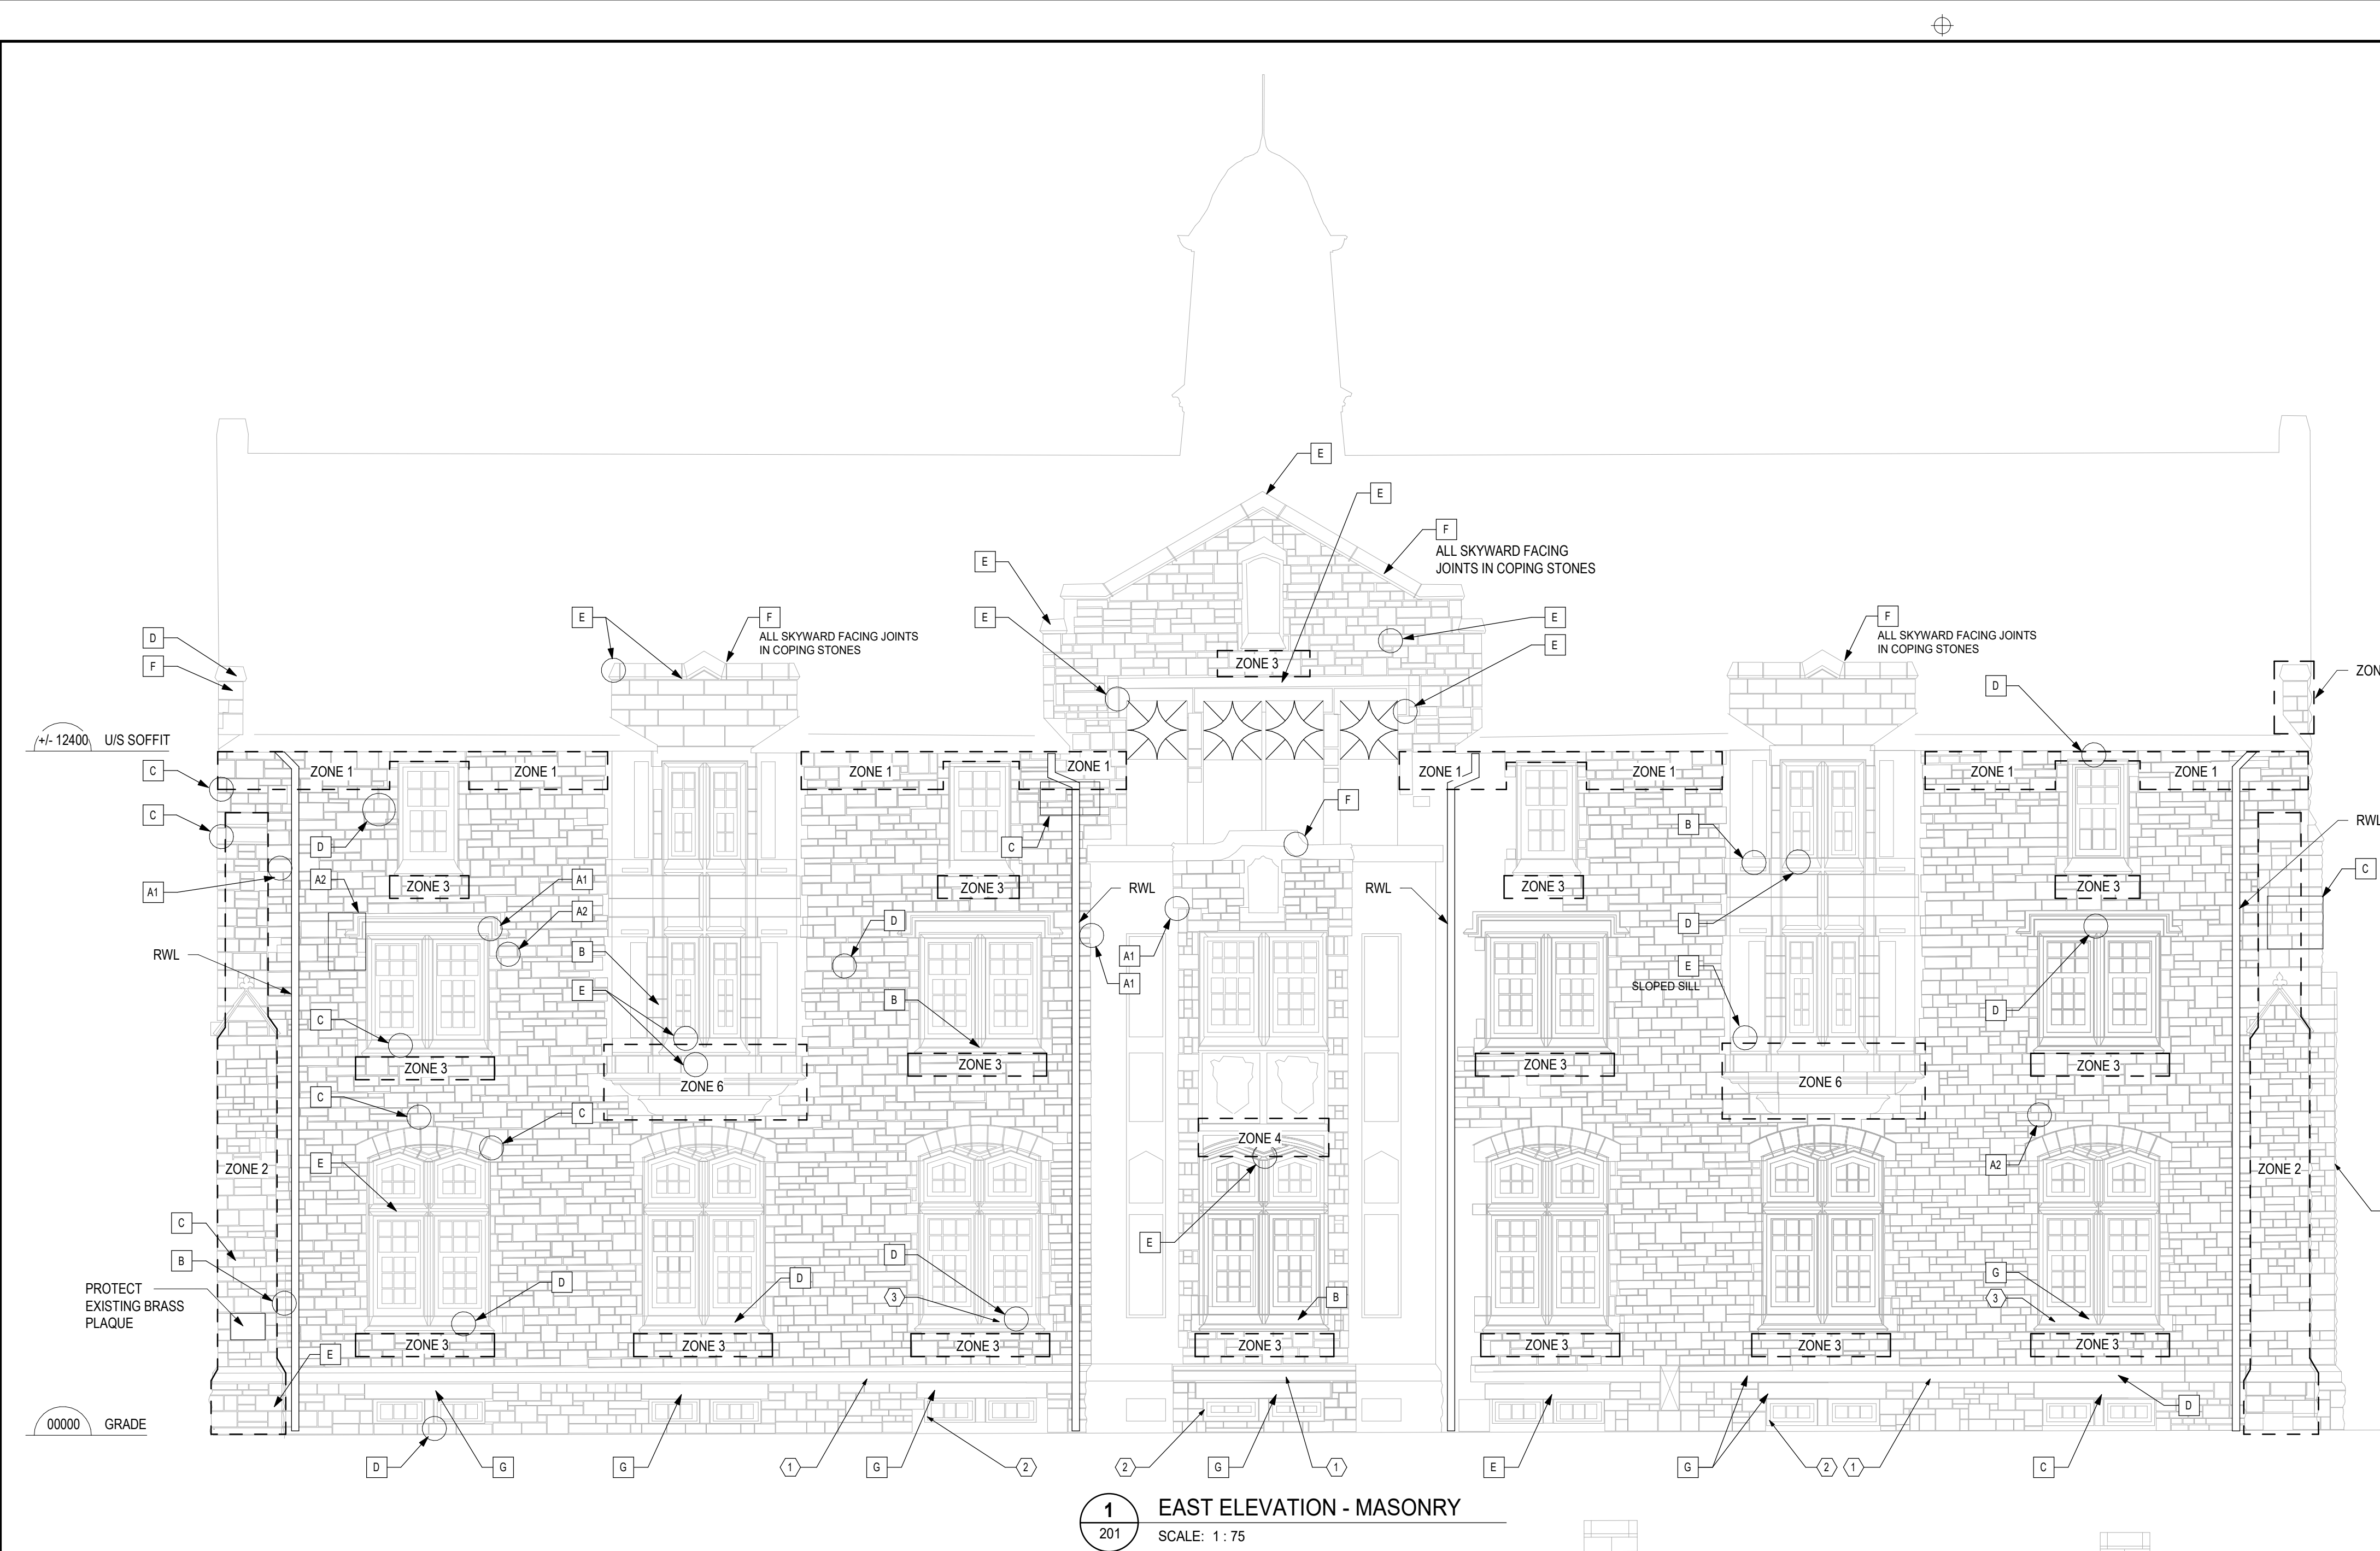 E
E
F
ALL SKYWARD FACING
JOINTS IN COPING STONES
E
E
F
ALL SKYWARD FACING JOINTS
IN COPING STONES
E
E
E
F
ALL SKYWARD FACING JOINTS
IN COPING STONES
D
F
ZONE 3
D
ZON
+/- 12400 U/S SOFFIT
C
ZONE 1
ZONE 1
ZONE 1
ZONE 1
ZONE 1
ZONE 1
ZONE 1
ZONE 1
C
F
B
RWL
D
C
C
A1
A2
ZONE 3
A1
ZONE 3
RWL
RWL
ZONE 3
ZONE 3
A2
D
D
RWL
B
A1
E
SLOPED SILL
A1
E
B
D
C
ZONE 3
ZONE 6
ZONE 3
ZONE 3
ZONE 6
ZONE 3
C
C
ZONE 4
A2
ZONE 2
E
ZONE 2
C
E
B
D
D
D
G
PROTECT
EXISTING BRASS
PLAQUE
3
B
3
E
ZONE 3
ZONE 3
ZONE 3
ZONE 3
ZONE 3
ZONE 3
ZONE 3
D
00000 GRADE
D
G
G
1
G
2
2
G
1
E
G
2
1
C
1
201
EAST ELEVATION - MASONRY
SCALE: 1 : 75